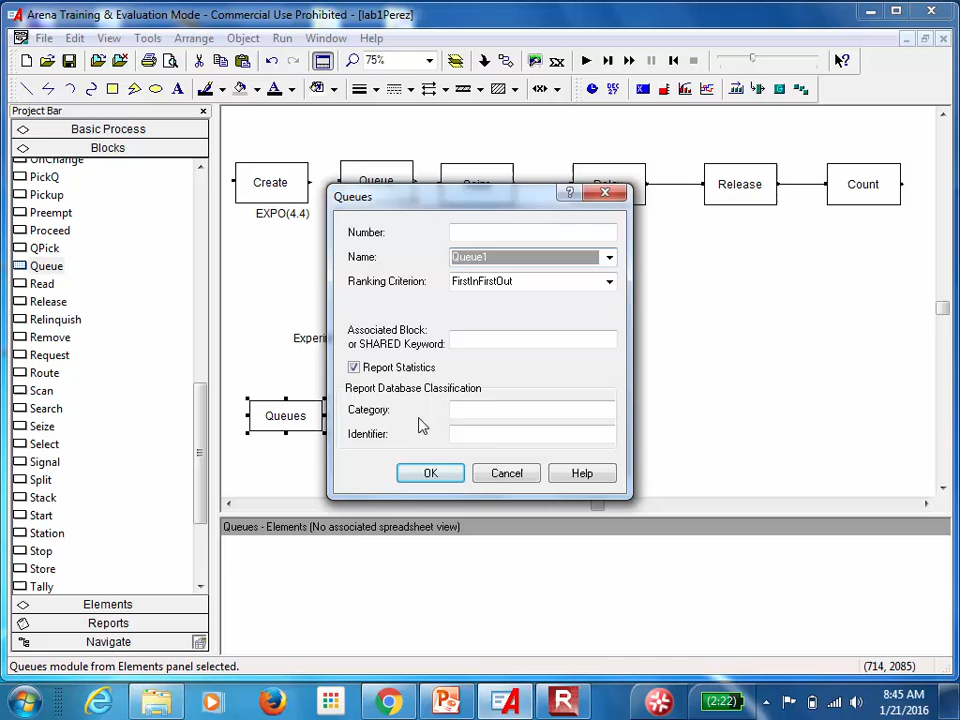 Arena Training & Evaluation Mode - Commercial Use Prohibited - [lab1Perez]
File Edit View Tools Arrange Object Run Window Help
75%
Project Bar
Basic Process
Blocks
OnChange
PickQ
Pickup
Preempt
Proceed
QPick
Queue
Read
Release
Relinquish
Remove
Request
Route
Scan
Search
Seize
Select
Signal
Split
Stack
Start
Station
Stop
Store
Tally
Elements
Reports
Navigate
Create
Queue
Seize
Delay
Release
Count
EXPO(4.4)
Queues
Queues
Number:
Name: Queue1
Ranking Criterion: FirstInFirstOut
Associated Block:
or SHARED Keyword:
Report Statistics
Report Database Classification
Category:
Identifier:
OK Cancel Help
Queues - Elements (No associated spreadsheet view)
Queues module from Elements panel selected.
(714, 2085)
(2:22)
8:45 AM
1/21/2016